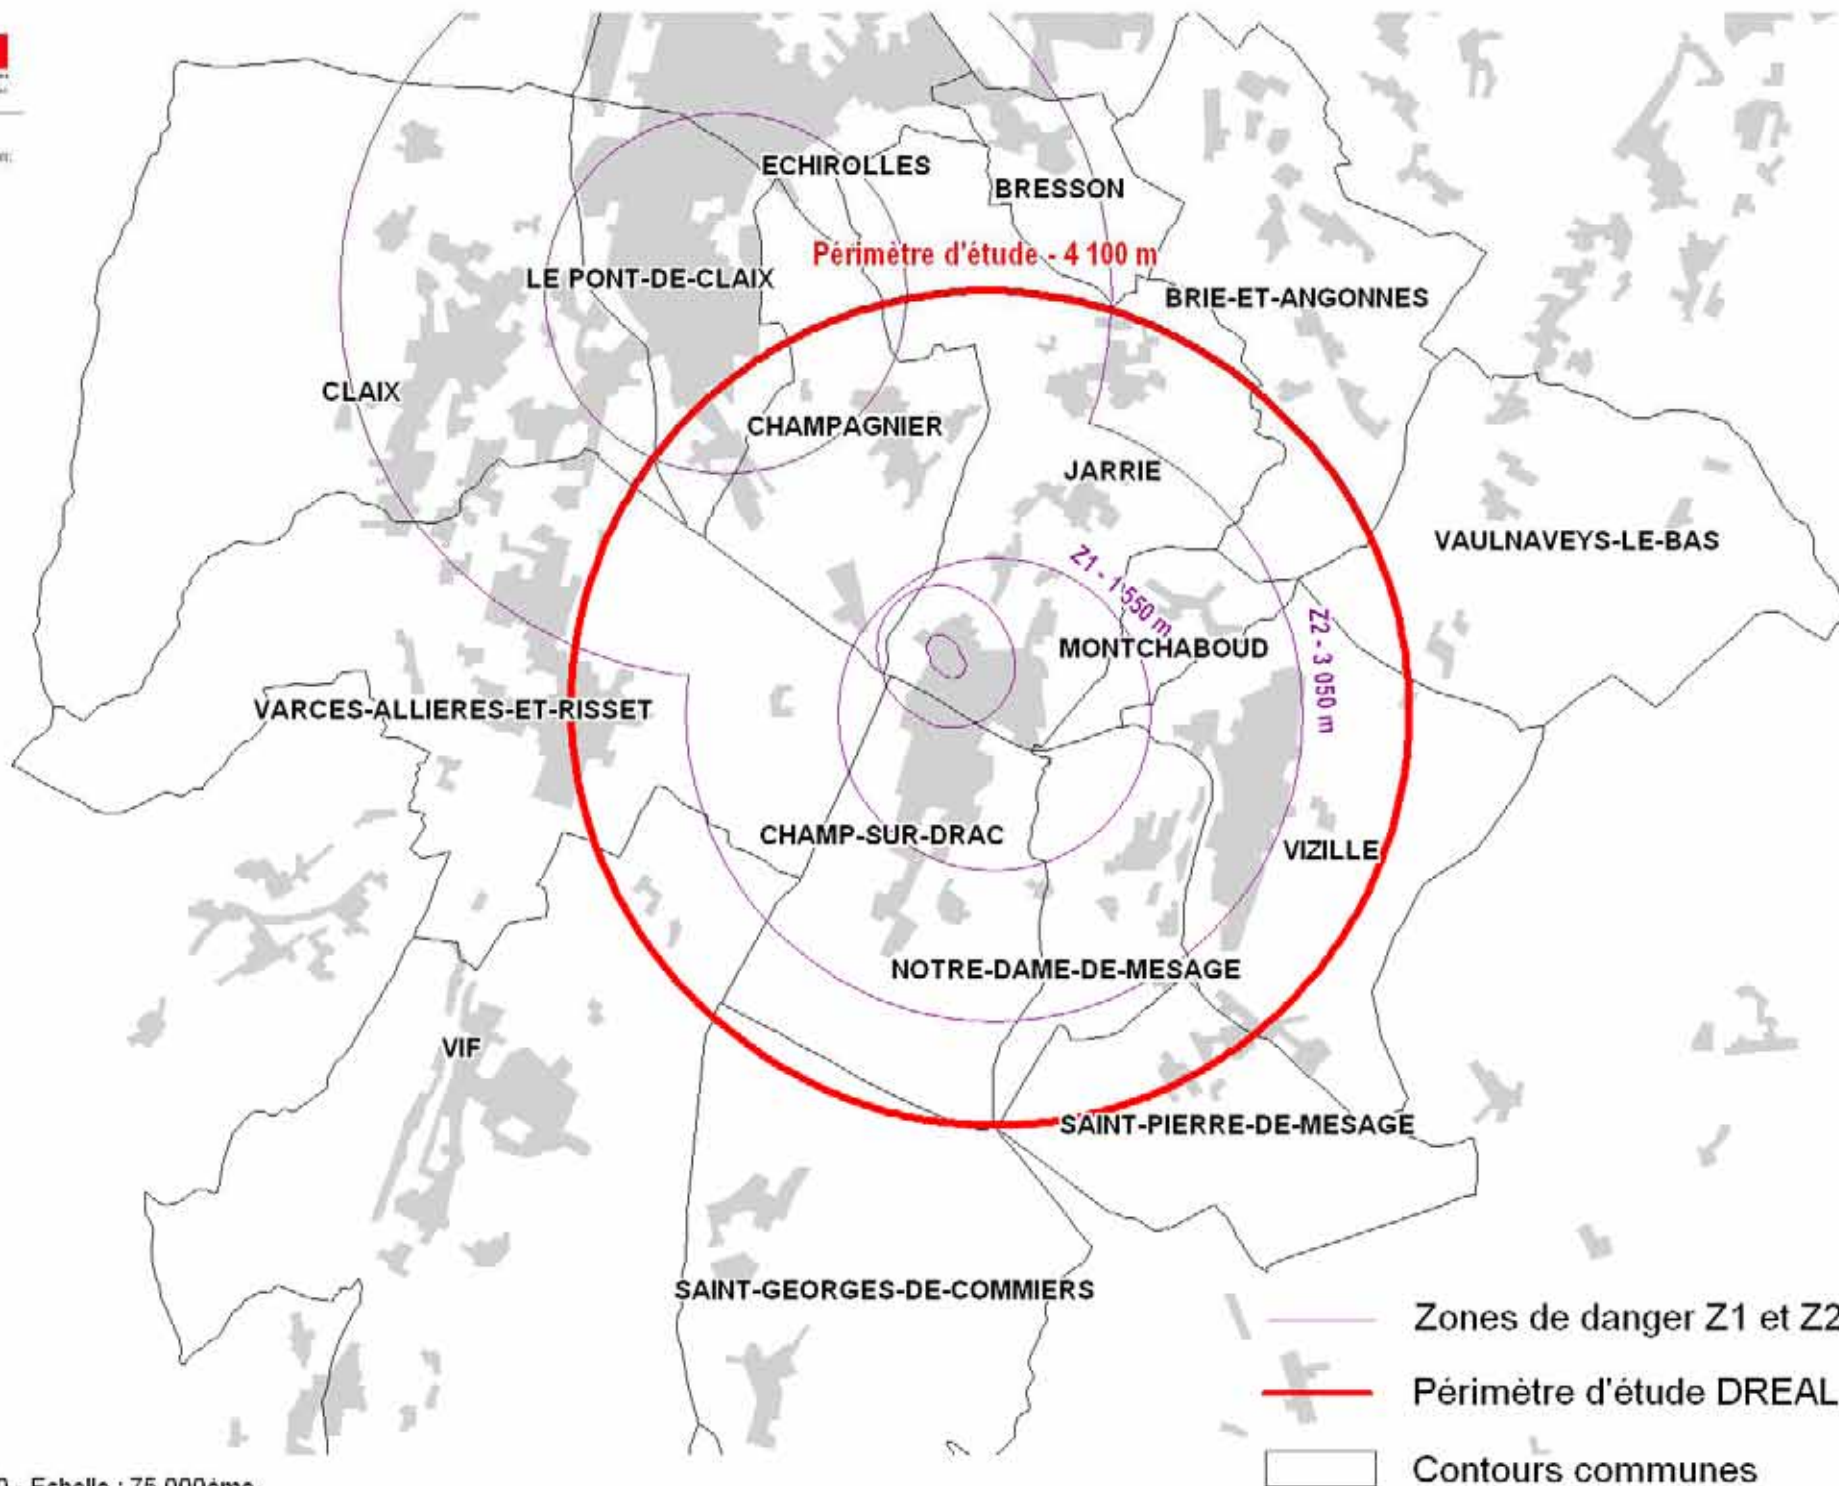 ECHIROLLES
BRESSON
Périmètre d'étude - 4 100 m
LE PONT-DE-CLAIX
BRIE-ET-ANGONNES
CLAIX
CHAMPAGNIER
JARRIE
VAULNAVEYS-LE-BAS
Z1 - 1 550 m
MONTCHABOUD
Z2 - 3 050 m
VARCES-ALLIERES-ET-RISSET
CHAMP-SUR-DRAC
VIZILLE
NOTRE-DAME-DE-MESAGE
VIF
SAINT-PIERRE-DE-MESAGE
SAINT-GEORGES-DE-COMMIERS
Zones de danger Z1 et Z2
Périmètre d'étude DREAL
Contours communes
Echelle : 75 000ème